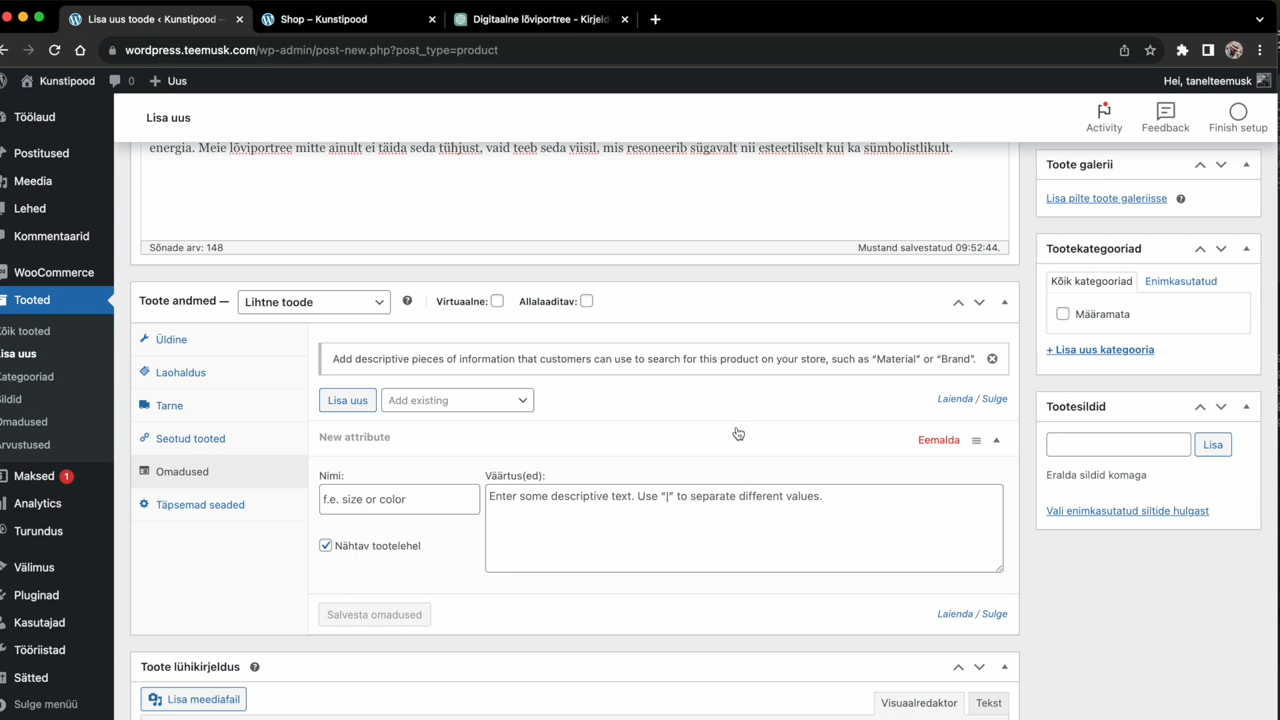 Lisa uus toode ‹ Kunstipood —
Shop – Kunstipood
Digitaalne lõviportree - Kirjeld
wordpress.teemusk.com/wp-admin/post-new.php?post_type=product
Kunstipood
0
Uus
Hei, tanelteemusk
Töölaud
Postitused
Meedia
Lehed
Kommentaarid
WooCommerce
Tooted
Kõik tooted
Lisa uus
Kategooriad
Sildid
Omadused
Arvustused
Maksed 1
Analytics
Turundus
Välimus
Pluginad
Kasutajad
Tööriistad
Sätted
Sulge menüü
Lisa uus
Activity
Feedback
Finish setup
energia. Meie lõviportree mitte ainult ei täida seda tühjust, vaid teeb seda viisil, mis resoneerib sügavalt nii esteetiliselt kui ka sümbolistlikult.
Sõnade arv: 148
Mustand salvestatud 09:52:44.
Toote andmed —
Lihtne toode
Virtuaalne:
Allalaaditav:
Üldine
Laohaldus
Tarne
Seotud tooted
Omadused
Täpsemad seaded
Add descriptive pieces of information that customers can use to search for this product on your store, such as “Material” or “Brand”.
Lisa uus
Add existing
Laienda / Sulge
New attribute
Eemalda
Nimi:
Väärtus(ed):
f.e. size or color
Enter some descriptive text. Use “|” to separate different values.
Nähtav tootelehel
Salvesta omadused
Laienda / Sulge
Toote lühikirjeldus
Lisa meediafail
Visuaalredaktor
Tekst
Toote galerii
Lisa pilte toote galeriisse
Tootekategooriad
Kõik kategooriad
Enimkasutatud
Määramata
+ Lisa uus kategooria
Tootesildid
Lisa
Eralda sildid komaga
Vali enimkasutatud siltide hulgast